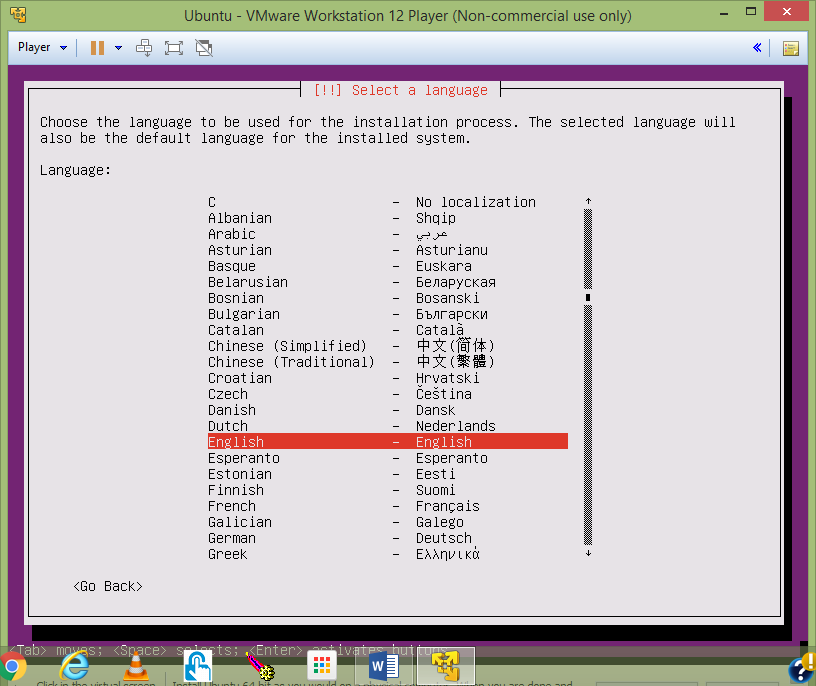 Ubuntu - VMware Workstation 12 Player (Non-commercial use only)
Player
[!!] Select a language
Choose the language to be used for the installation process. The selected language will
also be the default language for the installed system.
Language:
C - No localization
Albanian - Shqip
Arabic - عربي
Asturian - Asturianu
Basque - Euskara
Belarusian - Беларуская
Bosnian - Bosanski
Bulgarian - Български
Catalan - Català
Chinese (Simplified) - 中文(简体)
Chinese (Traditional) - 中文(繁體)
Croatian - Hrvatski
Czech - Čeština
Danish - Dansk
Dutch - Nederlands
English - English
Esperanto - Esperanto
Estonian - Eesti
Finnish - Suomi
French - Français
Galician - Galego
German - Deutsch
Greek - Ελληνικά
<Go Back>
<Tab> moves; <Space> selects; <Enter> activates buttons